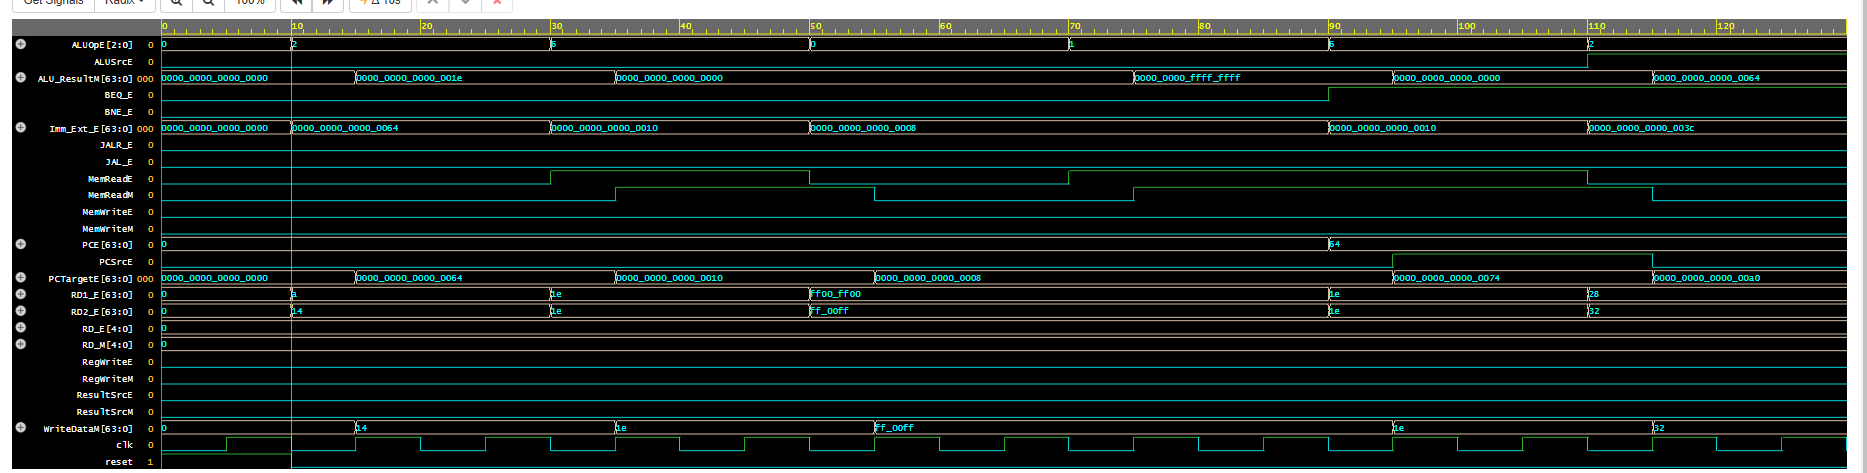 Get Signals Radix 100% Δ 10s
0 10 20 30 40 50 60 70 80 90 100 110 120
ALUOpE[2:0] 0 0 2 6 0 1 6 2
ALUSrcE 0
ALU_ResultM[63:0] 000 0000_0000_0000_0000 0000_0000_0000_001e 0000_0000_0000_0000 0000_0000_ffff_ffff 0000_0000_0000_0000 0000_0000_0000_0064
BEQ_E 0
BNE_E 0
Imm_Ext_E[63:0] 000 0000_0000_0000_0000 0000_0000_0000_0064 0000_0000_0000_0010 0000_0000_0000_0008 0000_0000_0000_0010 0000_0000_0000_003c
JALR_E 0
JAL_E 0
MemReadE 0
MemReadM 0
MemWriteE 0
MemWriteM 0
PCE[63:0] 0 0 64
PCSrcE 0
PCTargetE[63:0] 000 0000_0000_0000_0000 0000_0000_0000_0064 0000_0000_0000_0010 0000_0000_0000_0008 0000_0000_0000_0074 0000_0000_0000_00a0
RD1_E[63:0] 0 0 a 1e ff00_ff00 1e 28
RD2_E[63:0] 0 0 14 1e ff_00ff 1e 32
RD_E[4:0] 0 0
RD_M[4:0] 0 0
RegWriteE 0
RegWriteM 0
ResultSrcE 0
ResultSrcM 0
WriteDataM[63:0] 0 0 14 1e ff_00ff 1e 32
clk 0
reset 1